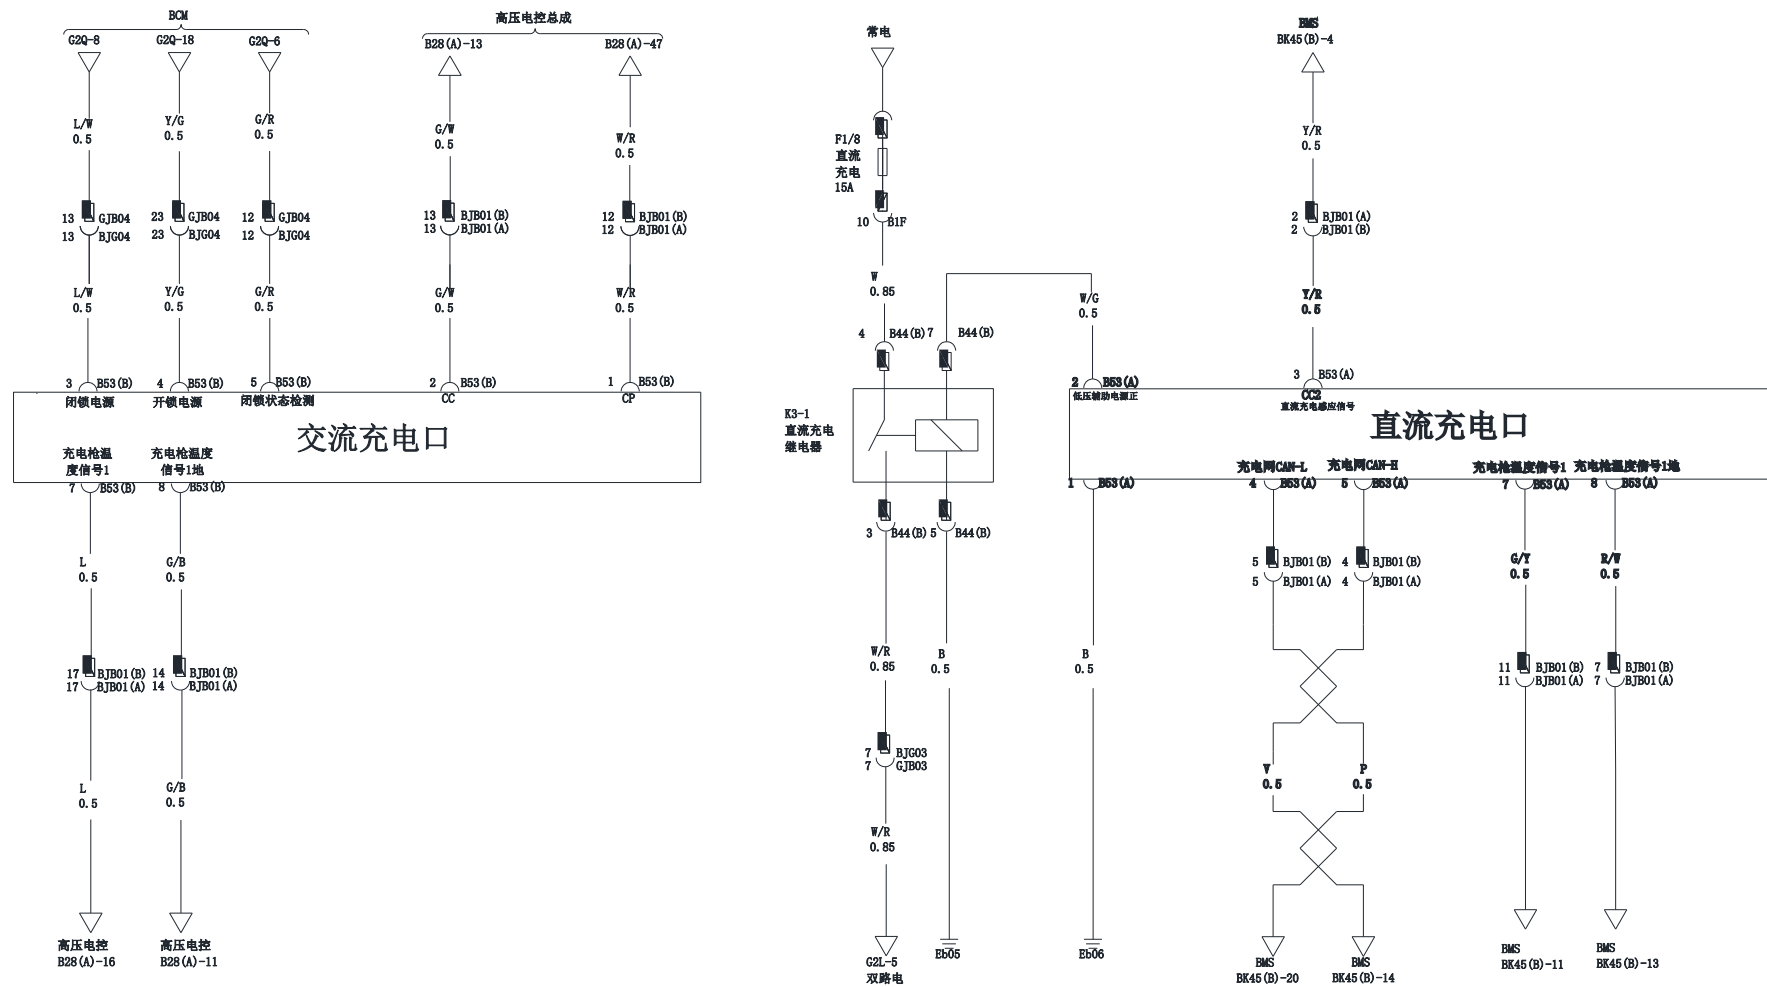 BCM
G2Q-8 G2Q-18 G2Q-6
L/W
0.5
Y/G
0.5
G/R
0.5
13 GJB04
13 BJG04
23 GJB04
23 BJG04
12 GJB04
12 BJG04
L/W
0.5
Y/G
0.5
G/R
0.5
3 B53(B)
闭锁电源
4 B53(B)
开锁电源
5 B53(B)
闭锁状态检测
高压电控总成
B28(A)-13 B28(A)-47
G/W
0.5
W/R
0.5
13 BJB01(B)
13 BJB01(A)
12 BJB01(B)
12 BJB01(A)
G/W
0.5
W/R
0.5
2 B53(B)
CC
1 B53(B)
CP
交流充电口
充电枪温
度信号1
7 B53(B)
充电枪温度
信号1地
8 B53(B)
L
0.5
G/B
0.5
17 BJB01(B)
17 BJB01(A)
14 BJB01(B)
14 BJB01(A)
L
0.5
G/B
0.5
高压电控
B28(A)-16
高压电控
B28(A)-11
常电
F1/8
直流
充电
15A
10 B1F
W
0.85
4 B44(B)
7 B44(B)
K3-1
直流充电
继电器
3 B44(B)
5 B44(B)
W/R
0.85
B
0.5
7 BJG03
7 GJB03
W/R
0.85
G2L-5
双路电
Eb05
W/G
0.5
2 B53(A)
低压辅助电源正
BMS
BK45(B)-4
Y/R
0.5
2 BJB01(A)
2 BJB01(B)
Y/R
0.5
3 B53(A)
CC2
直流充电感应信号
直流充电口
1 B53(A)
充电网CAN-L
4 B53(A)
充电网CAN-H
5 B53(A)
充电枪温度信号1
7 B53(A)
充电枪温度信号1地
8 B53(A)
B
0.5
Eb06
5 BJB01(B)
5 BJB01(A)
4 BJB01(B)
4 BJB01(A)
V
0.5
P
0.5
BMS
BK45(B)-20
BMS
BK45(B)-14
G/Y
0.5
R/W
0.5
11 BJB01(B)
11 BJB01(A)
7 BJB01(B)
7 BJB01(A)
BMS
BK45(B)-11
BMS
BK45(B)-13